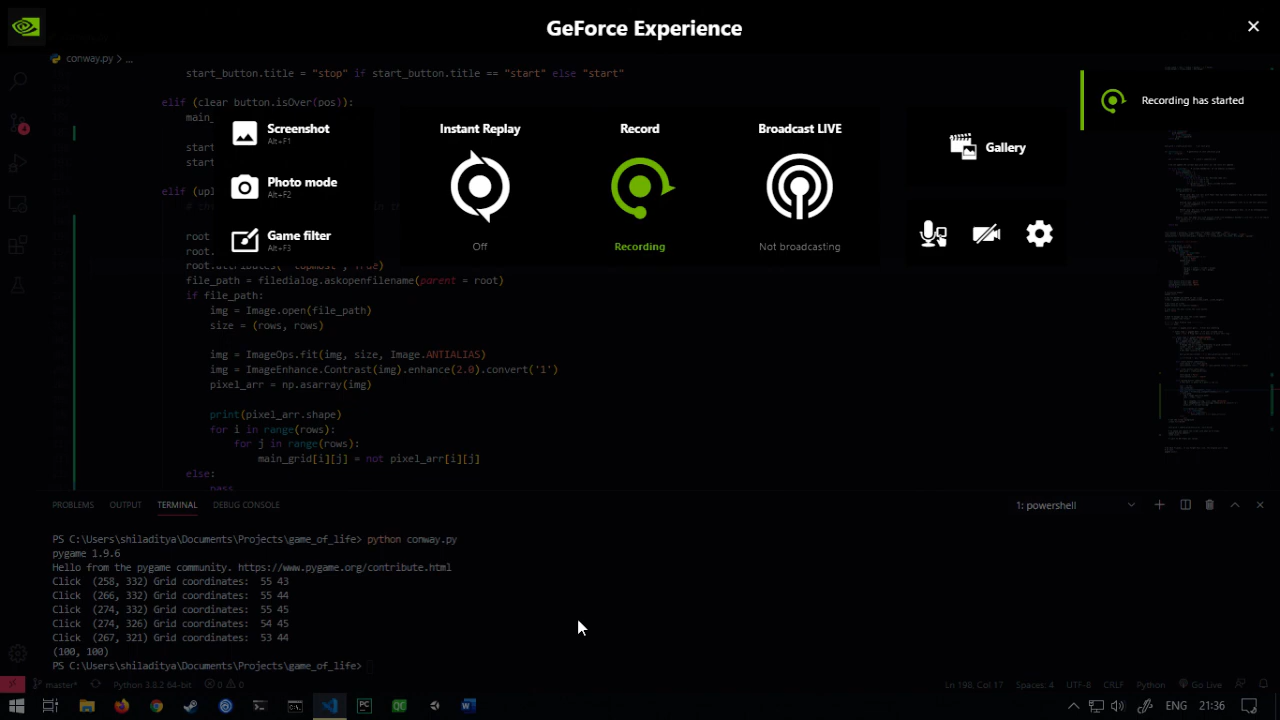 GeForce Experience
conway.py > ...
start_button.title = "stop" if start_button.title == "start" else "start"
elif (clear button.isOver(pos)):
Recording has started
main_
Screenshot
Alt+F1
Instant Replay
Record
Broadcast LIVE
Gallery
start
start
Photo mode
Alt+F2
elif (upl
Game filter
Alt+F3
Off
Recording
Not broadcasting
root
root.
file_path = filedialog.askopenfilename(parent = root)
if file_path:
img = Image.open(file_path)
size = (rows, rows)
img = ImageOps.fit(img, size, Image.ANTIALIAS)
img = ImageEnhance.Contrast(img).enhance(2.0).convert('1')
pixel_arr = np.asarray(img)
print(pixel_arr.shape)
for i in range(rows):
for j in range(rows):
main_grid[i][j] = not pixel_arr[i][j]
else:
pass
PROBLEMS OUTPUT TERMINAL DEBUG CONSOLE 1: powershell
PS C:\Users\shiladitya\Documents\Projects\game_of_life> python conway.py
pygame 1.9.6
Hello from the pygame community. https://www.pygame.org/contribute.html
Click (258, 332) Grid coordinates: 55 43
Click (266, 332) Grid coordinates: 55 44
Click (274, 332) Grid coordinates: 55 45
Click (274, 326) Grid coordinates: 54 45
Click (267, 321) Grid coordinates: 53 44
(100, 100)
PS C:\Users\shiladitya\Documents\Projects\game_of_life>
master* Python 3.8.2 64-bit 0 0 Ln 198, Col 17 Spaces: 4 UTF-8 CRLF Python Go Live
ENG 21:36